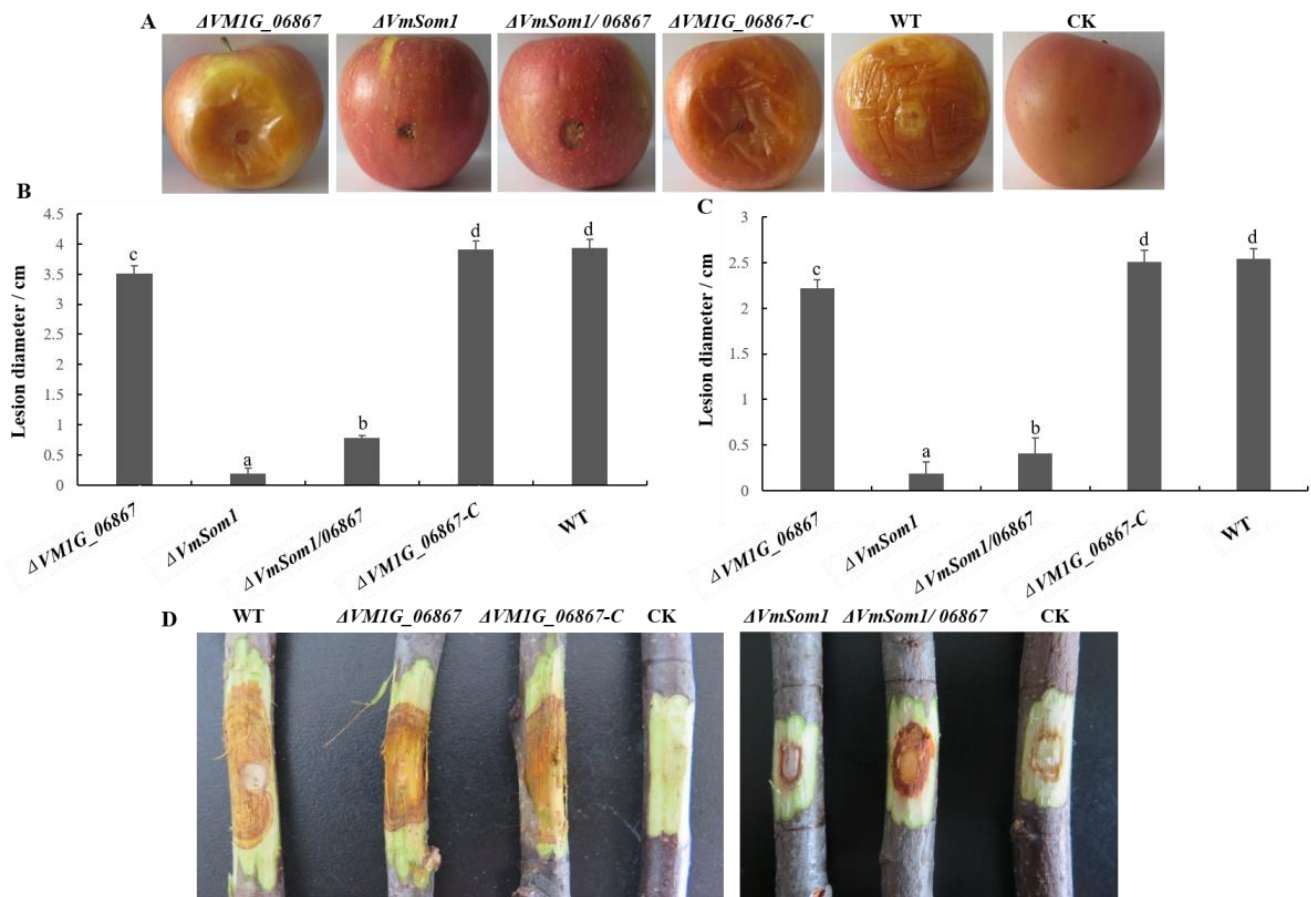 A
ΔVM1G_06867 ΔVmSom1 ΔVmSom1/ 06867 ΔVM1G_06867-C WT CK
B
Lesion diameter / cm
4.5
4
3.5
3
2.5
2
1.5
1
0.5
0
c
a
b
d
d
ΔVM1G_06867
ΔVmSom1
ΔVmSom1/06867
ΔVM1G_06867-C
WT
C
Lesion diameter / cm
3
2.5
2
1.5
1
0.5
0
c
a
b
d
d
ΔVM1G_06867
ΔVmSom1
ΔVmSom1/06867
ΔVM1G_06867-C
WT
D
WT ΔVM1G_06867 ΔVM1G_06867-C CK ΔVmSom1 ΔVmSom1/ 06867 CK